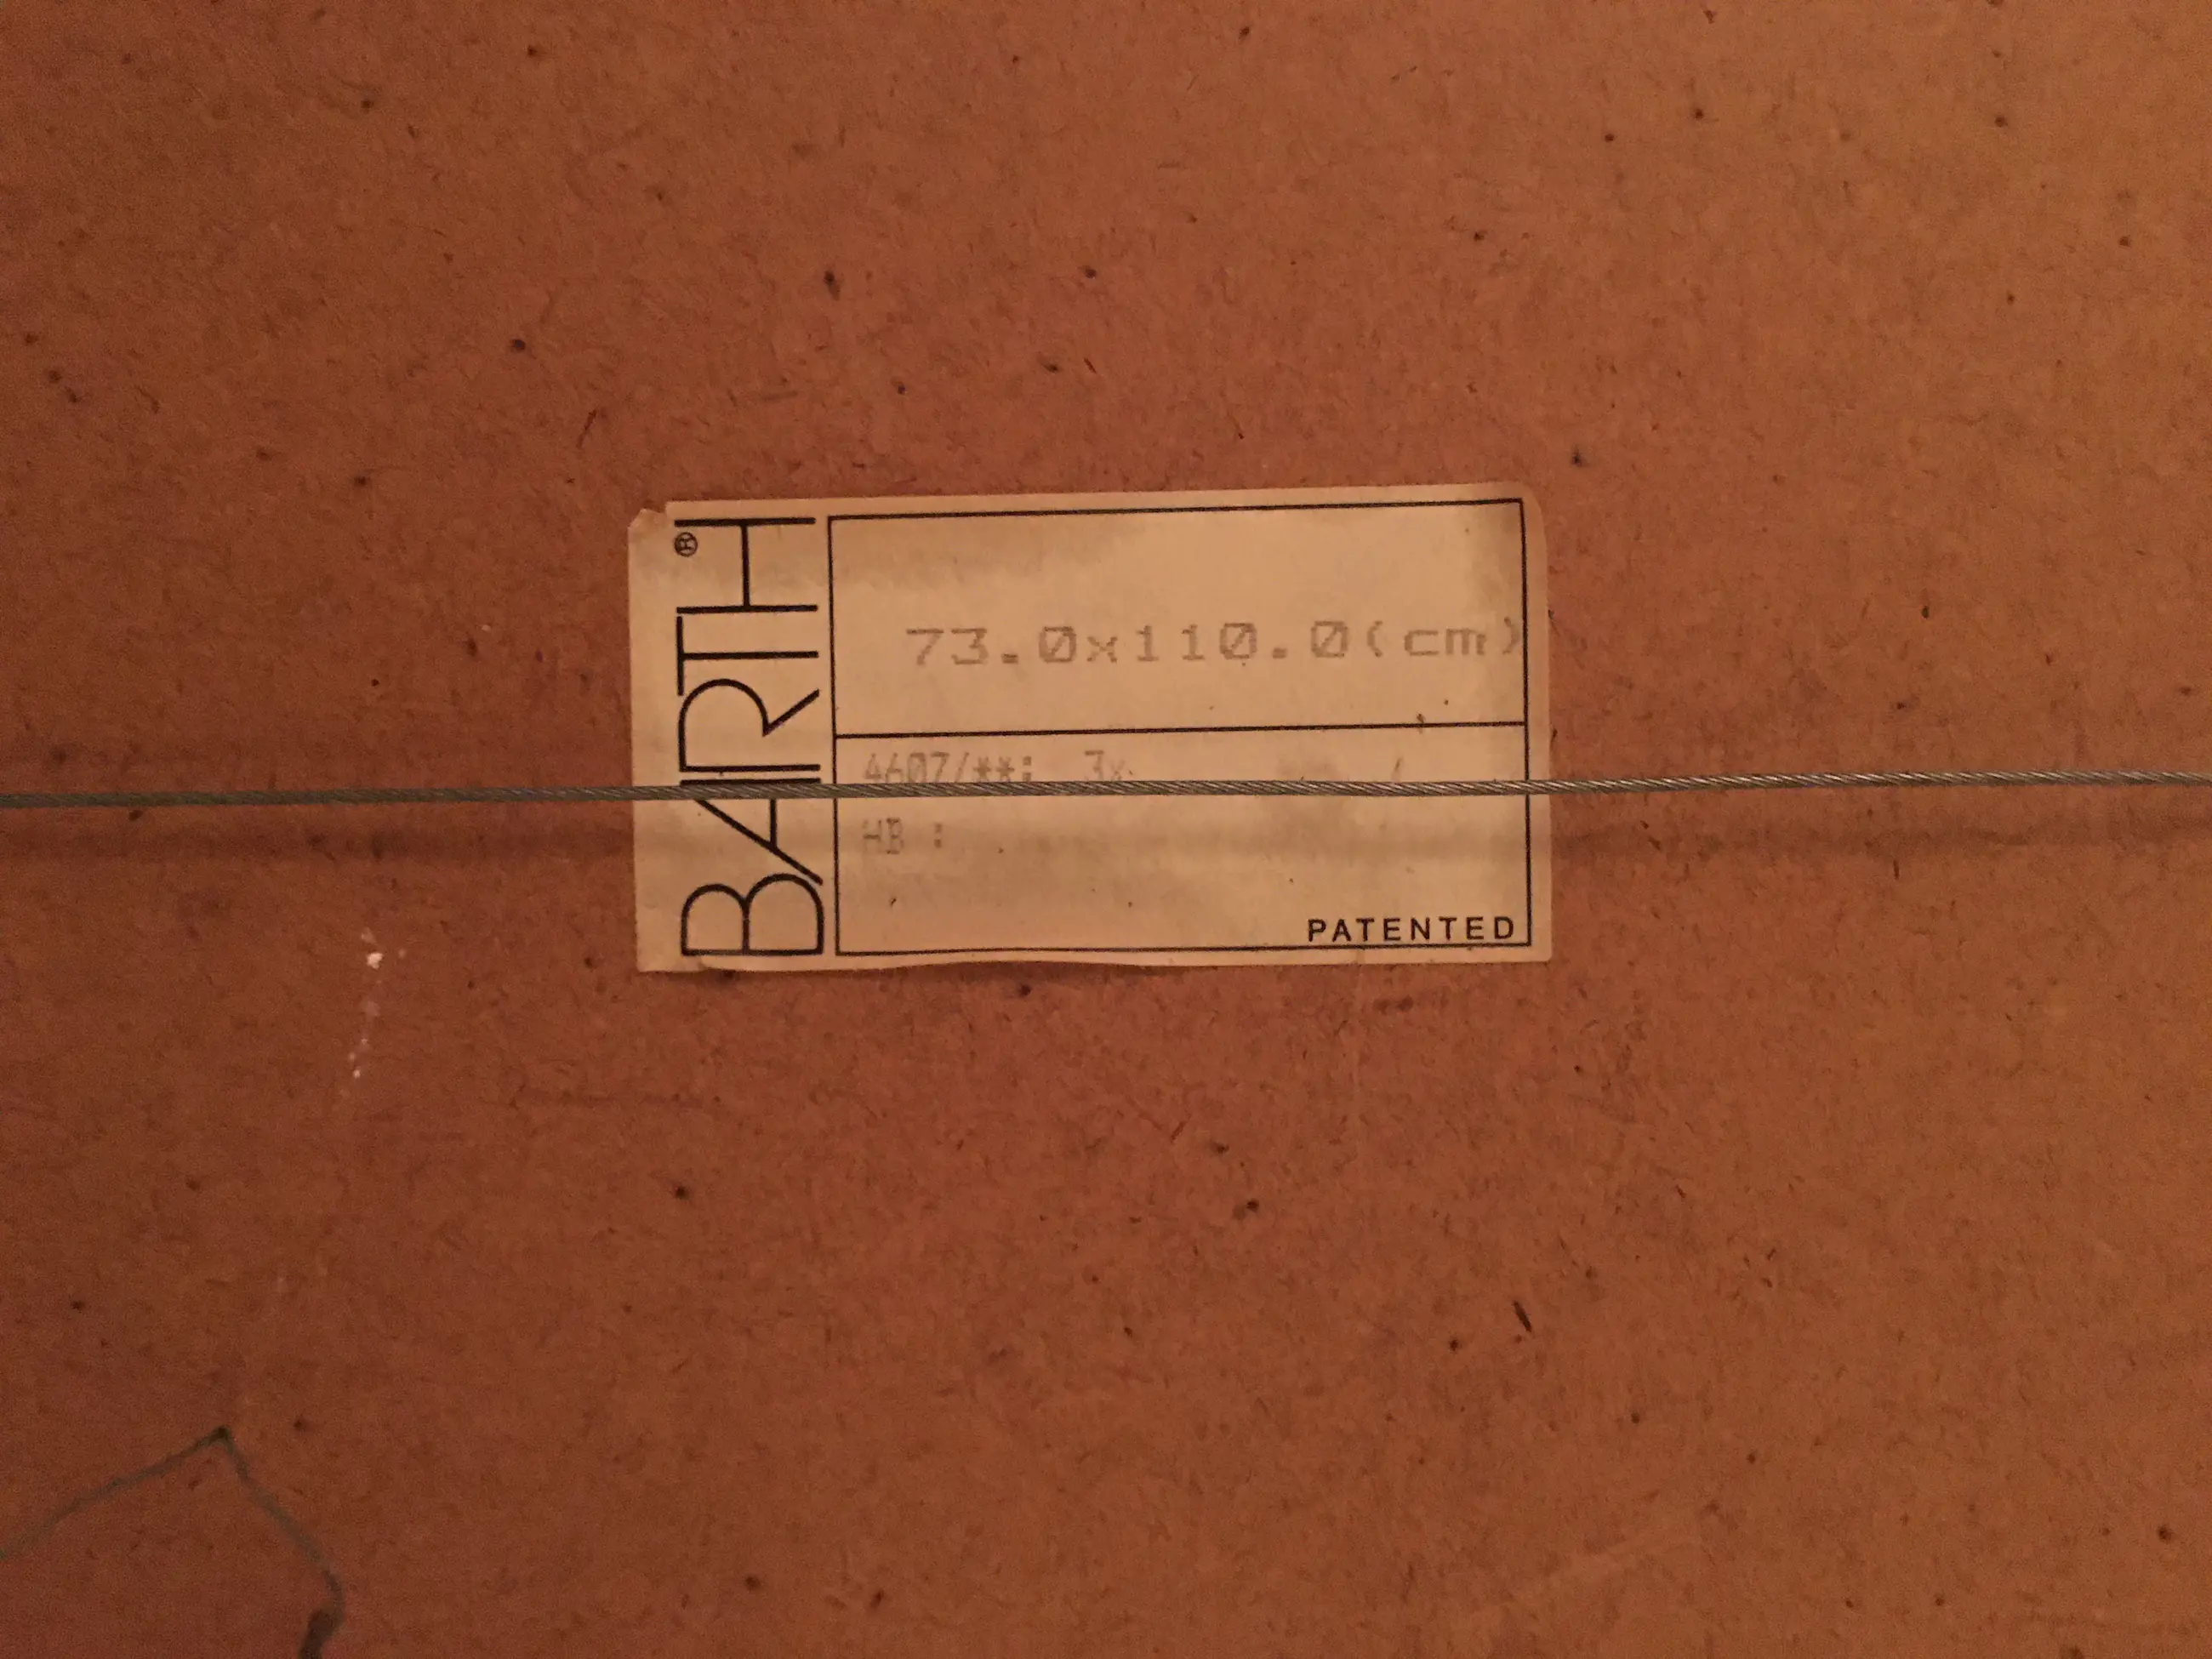 BARTH®
73.0x110.0(cm)
4607/**: 3x
HB :
PATENTED